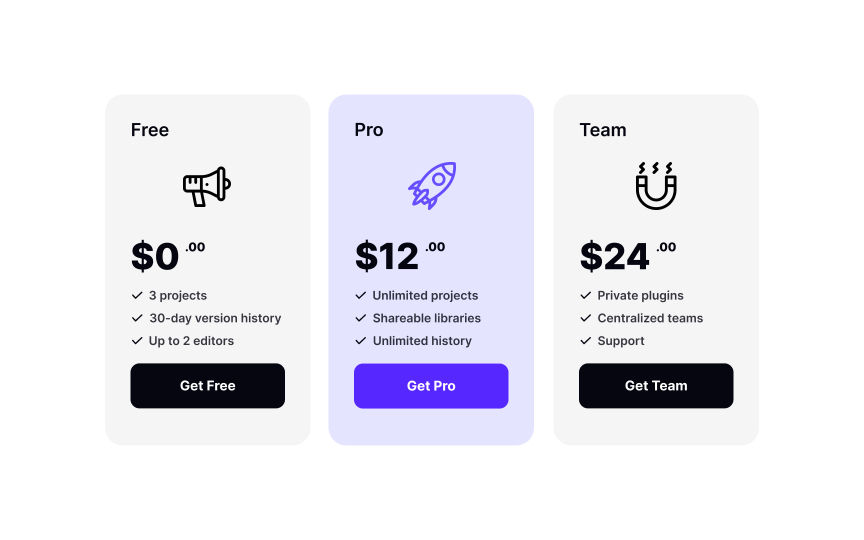 Free
$0 .00
3 projects
30-day version history
Up to 2 editors
Get Free
Pro
$12 .00
Unlimited projects
Shareable libraries
Unlimited history
Get Pro
Team
$24 .00
Private plugins
Centralized teams
Support
Get Team